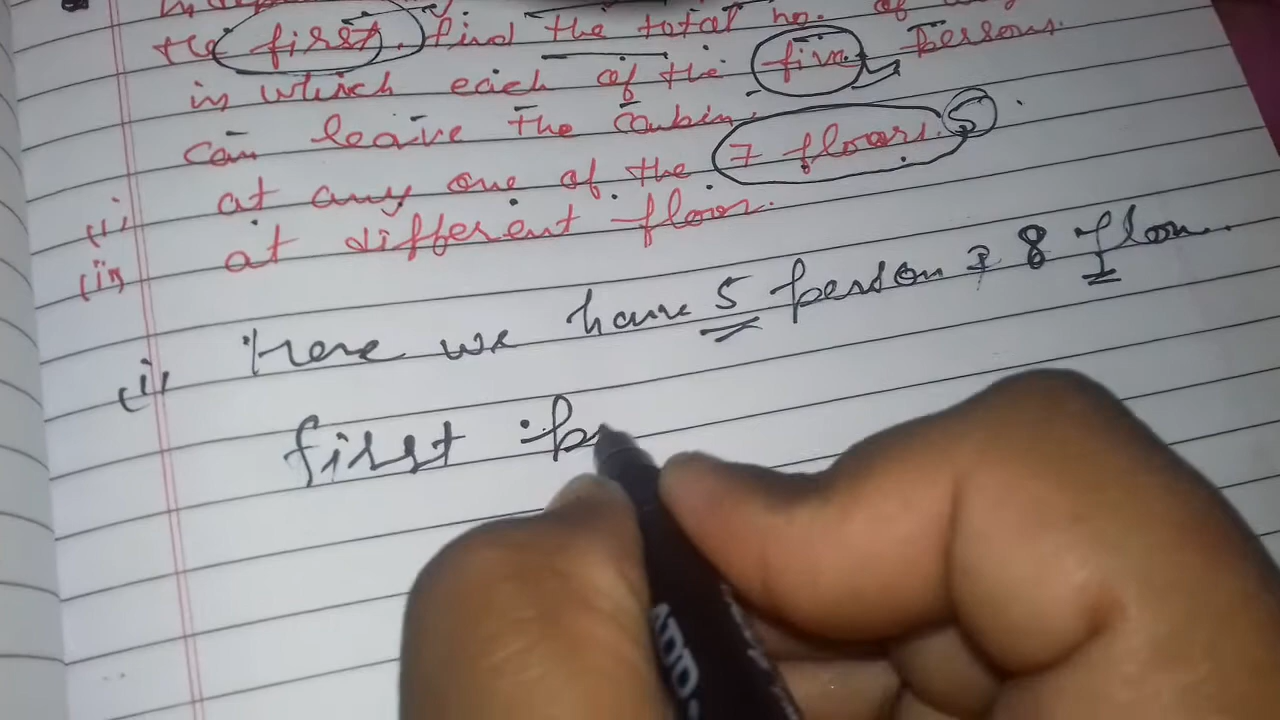 the first. find the total no. of
in which each of the five persons
can leave the cabin
(i) at any one of the 7 floors. 5
(ii) at different floor.
(i) Here we have 5 person & 8 floor.
first p